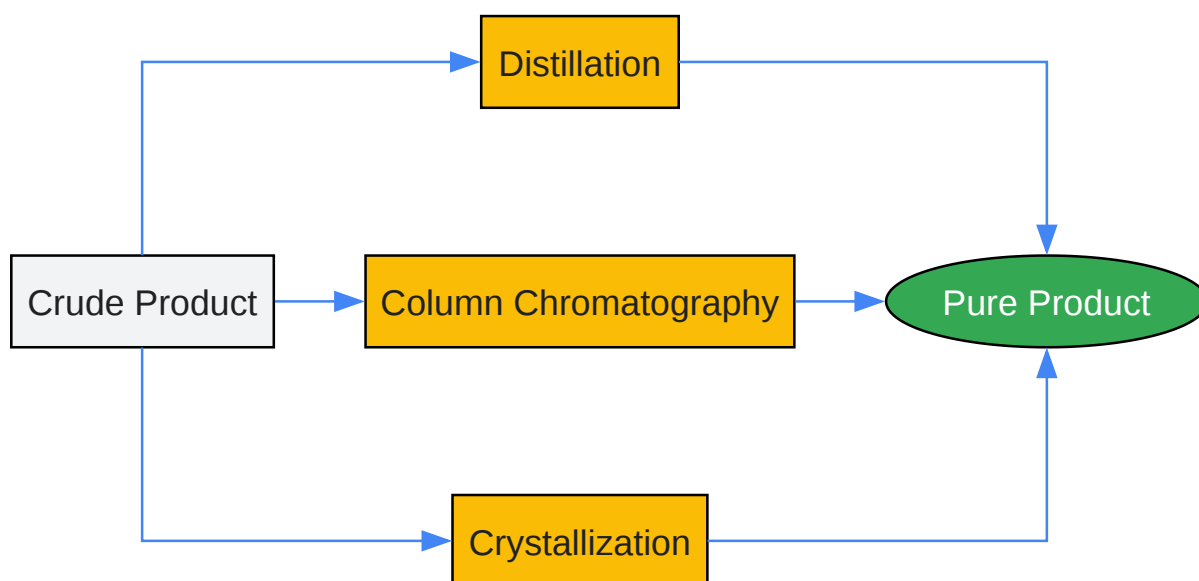 Distillation
Crude Product
Column Chromatography
Pure Product
Crystallization